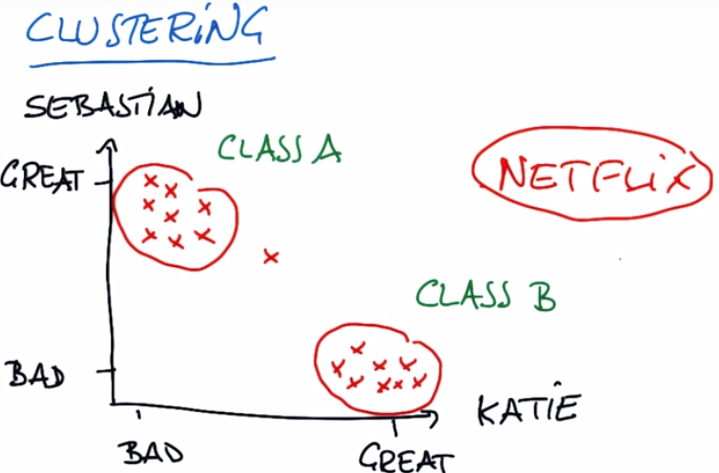 CLUSTERING
SEBASTIAN
CLASS A
GREAT
NETFLIX
CLASS B
BAD
KATIE
BAD
GREAT